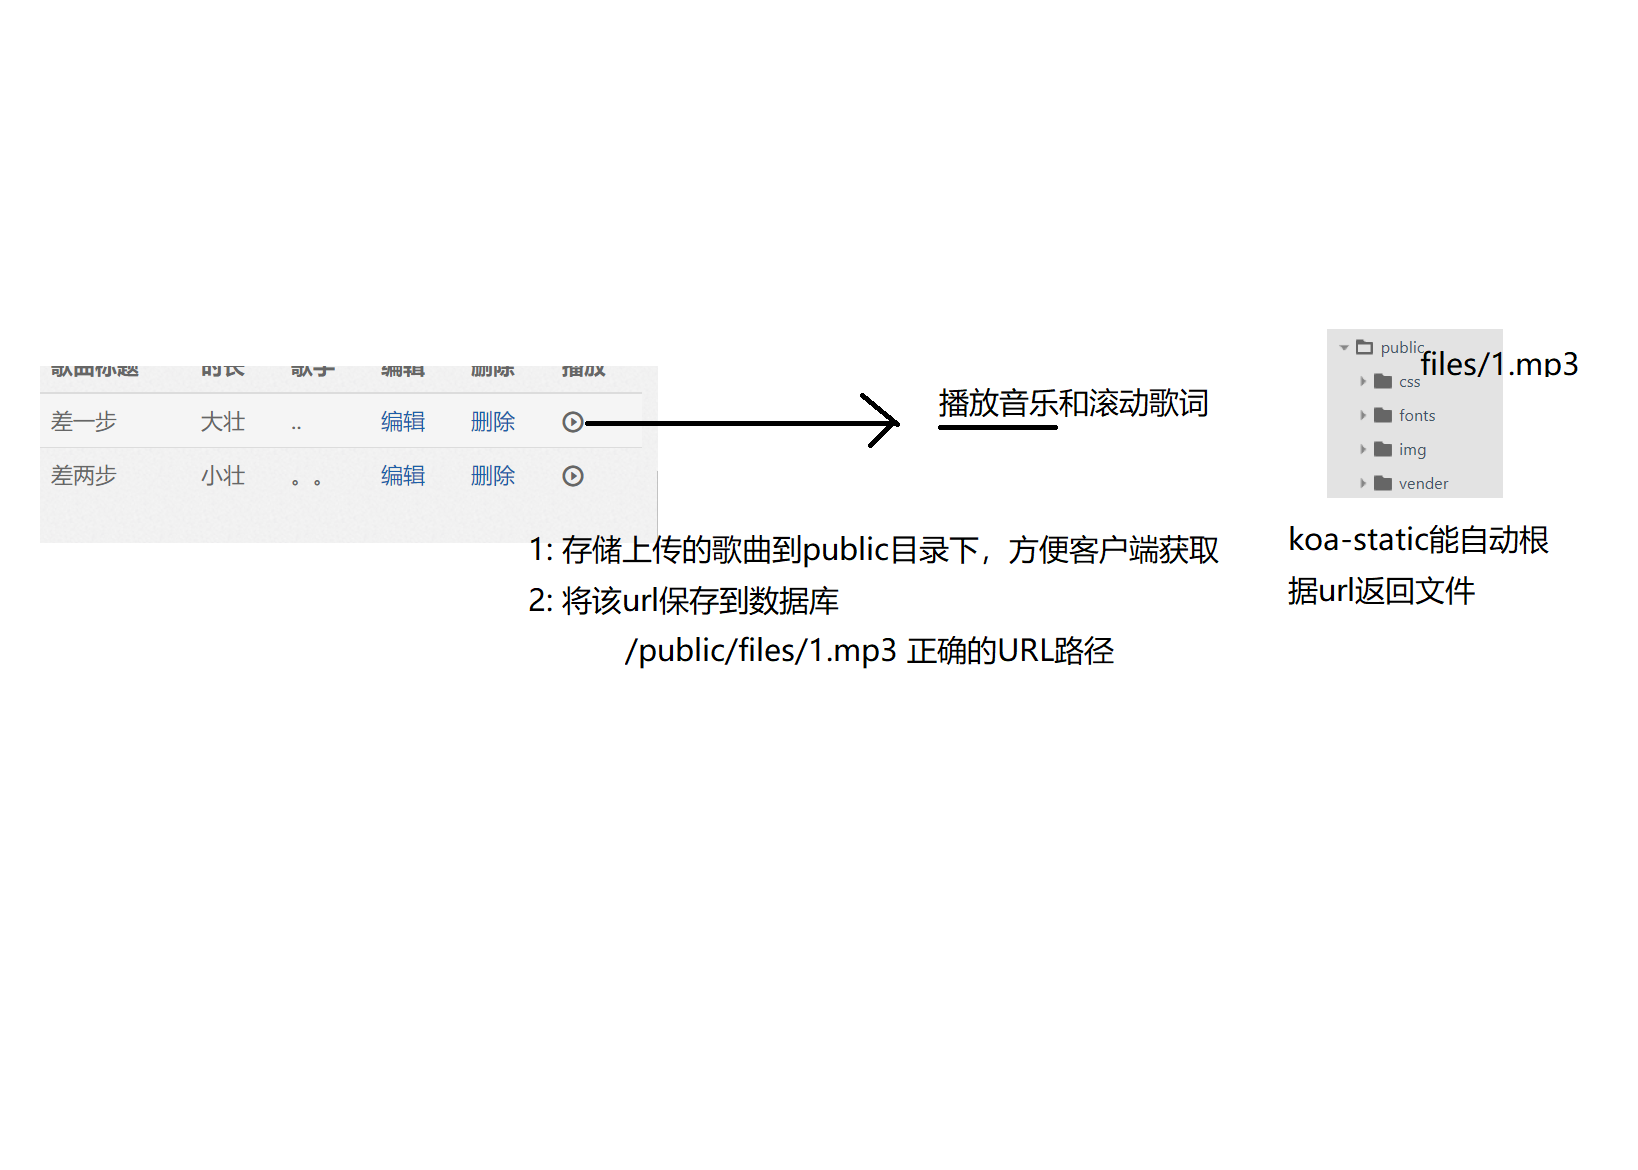 歌曲标题 时长 歌手 编辑 删除 播放
差一步 大壮 .. 编辑 删除
差两步 小壮 。。 编辑 删除
播放音乐和滚动歌词
1: 存储上传的歌曲到public目录下，方便客户端获取
2: 将该url保存到数据库
/public/files/1.mp3 正确的URL路径
public
files/1.mp3
css
fonts
img
vender
koa-static能自动根
据url返回文件